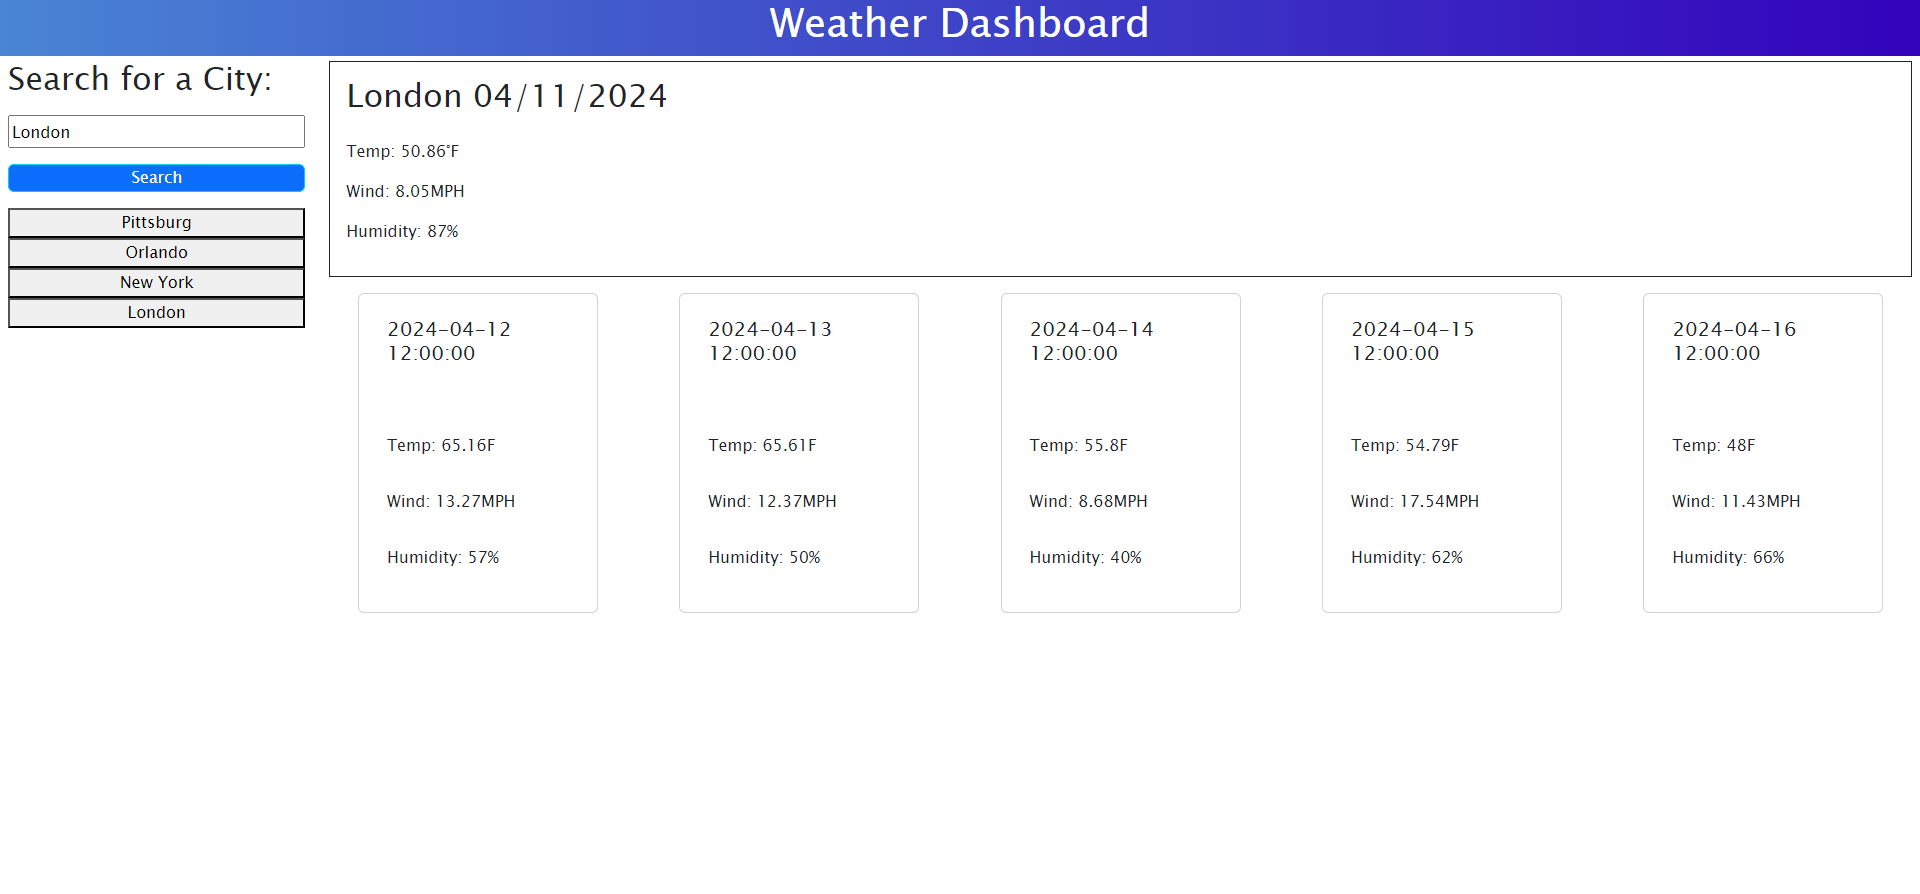 Weather Dashboard
Search for a City:
London
Search
Pittsburg
Orlando
New York
London
London 04/11/2024
Temp: 50.86°F
Wind: 8.05MPH
Humidity: 87%
2024-04-12
12:00:00
Temp: 65.16F
Wind: 13.27MPH
Humidity: 57%
2024-04-13
12:00:00
Temp: 65.61F
Wind: 12.37MPH
Humidity: 50%
2024-04-14
12:00:00
Temp: 55.8F
Wind: 8.68MPH
Humidity: 40%
2024-04-15
12:00:00
Temp: 54.79F
Wind: 17.54MPH
Humidity: 62%
2024-04-16
12:00:00
Temp: 48F
Wind: 11.43MPH
Humidity: 66%